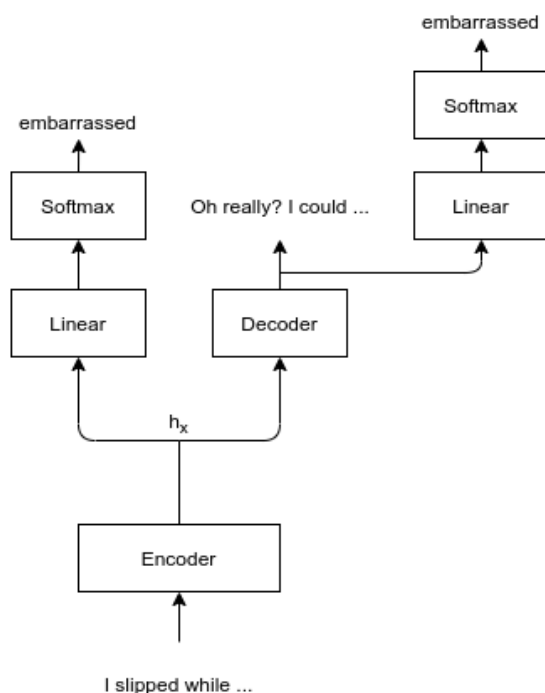 embarrassed
Softmax
embarrassed
Softmax
Oh really? I could ...
Linear
Linear
Decoder
hx
Encoder
I slipped while ...